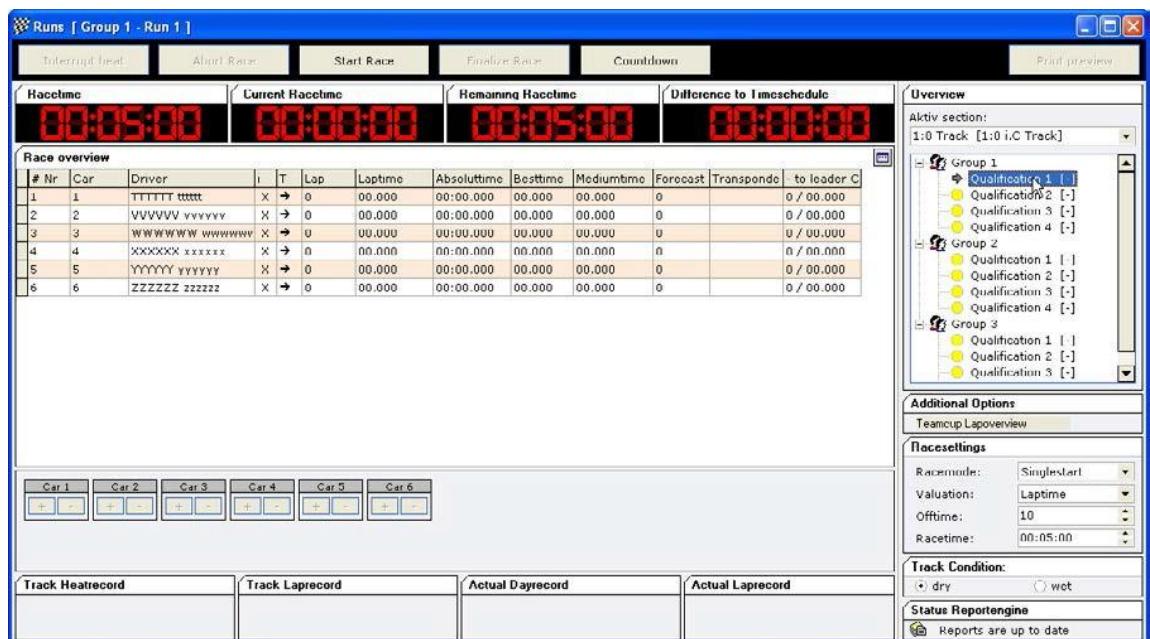 Runs [ Group 1 - Run 1 ]
Interrupt heat Abort Race Start Race Finalize Race Countdown Print preview
Racetime Current Racetime Remaining Racetime Difference to Timeschedule
00:05:00 00:00:00 00:05:00 00:00:00
Race overview
# Nr Car Driver i T Lap Laptime Absoluttime Besttime Mediumtime Forecast Transponde - to leader C
1 1 TTTTTT tttttt X → 0 00.000 00:00.000 00.000 00.000 0 0 / 00.000
2 2 VVVVVV vvvvvv X → 0 00.000 00:00.000 00.000 00.000 0 0 / 00.000
3 3 WWWWWW wwwwww X → 0 00.000 00:00.000 00.000 00.000 0 0 / 00.000
4 4 XXXXXX xxxxxx X → 0 00.000 00:00.000 00.000 00.000 0 0 / 00.000
5 5 YYYYYY yyyyyy X → 0 00.000 00:00.000 00.000 00.000 0 0 / 00.000
6 6 ZZZZZZ zzzzzz X → 0 00.000 00:00.000 00.000 00.000 0 0 / 00.000
Car 1 Car 2 Car 3 Car 4 Car 5 Car 6
+ - + - + - + - + - + -
Track Heatrecord Track Laprecord Actual Dayrecord Actual Laprecord
Overview
Aktiv section:
1:0 Track [1:0 i.C Track]
Group 1
Qualification 1 [-]
Qualification 2 [-]
Qualification 3 [-]
Qualification 4 [-]
Group 2
Qualification 1 [-]
Qualification 2 [-]
Qualification 3 [-]
Qualification 4 [-]
Group 3
Qualification 1 [-]
Qualification 2 [-]
Qualification 3 [-]
Additional Options
Teamcup Lapoverview
Racesettings
Racemode: Singlestart
Valuation: Laptime
Offtime: 10
Racetime: 00:05:00
Track Condition:
dry wet
Status Reportengine
Reports are up to date